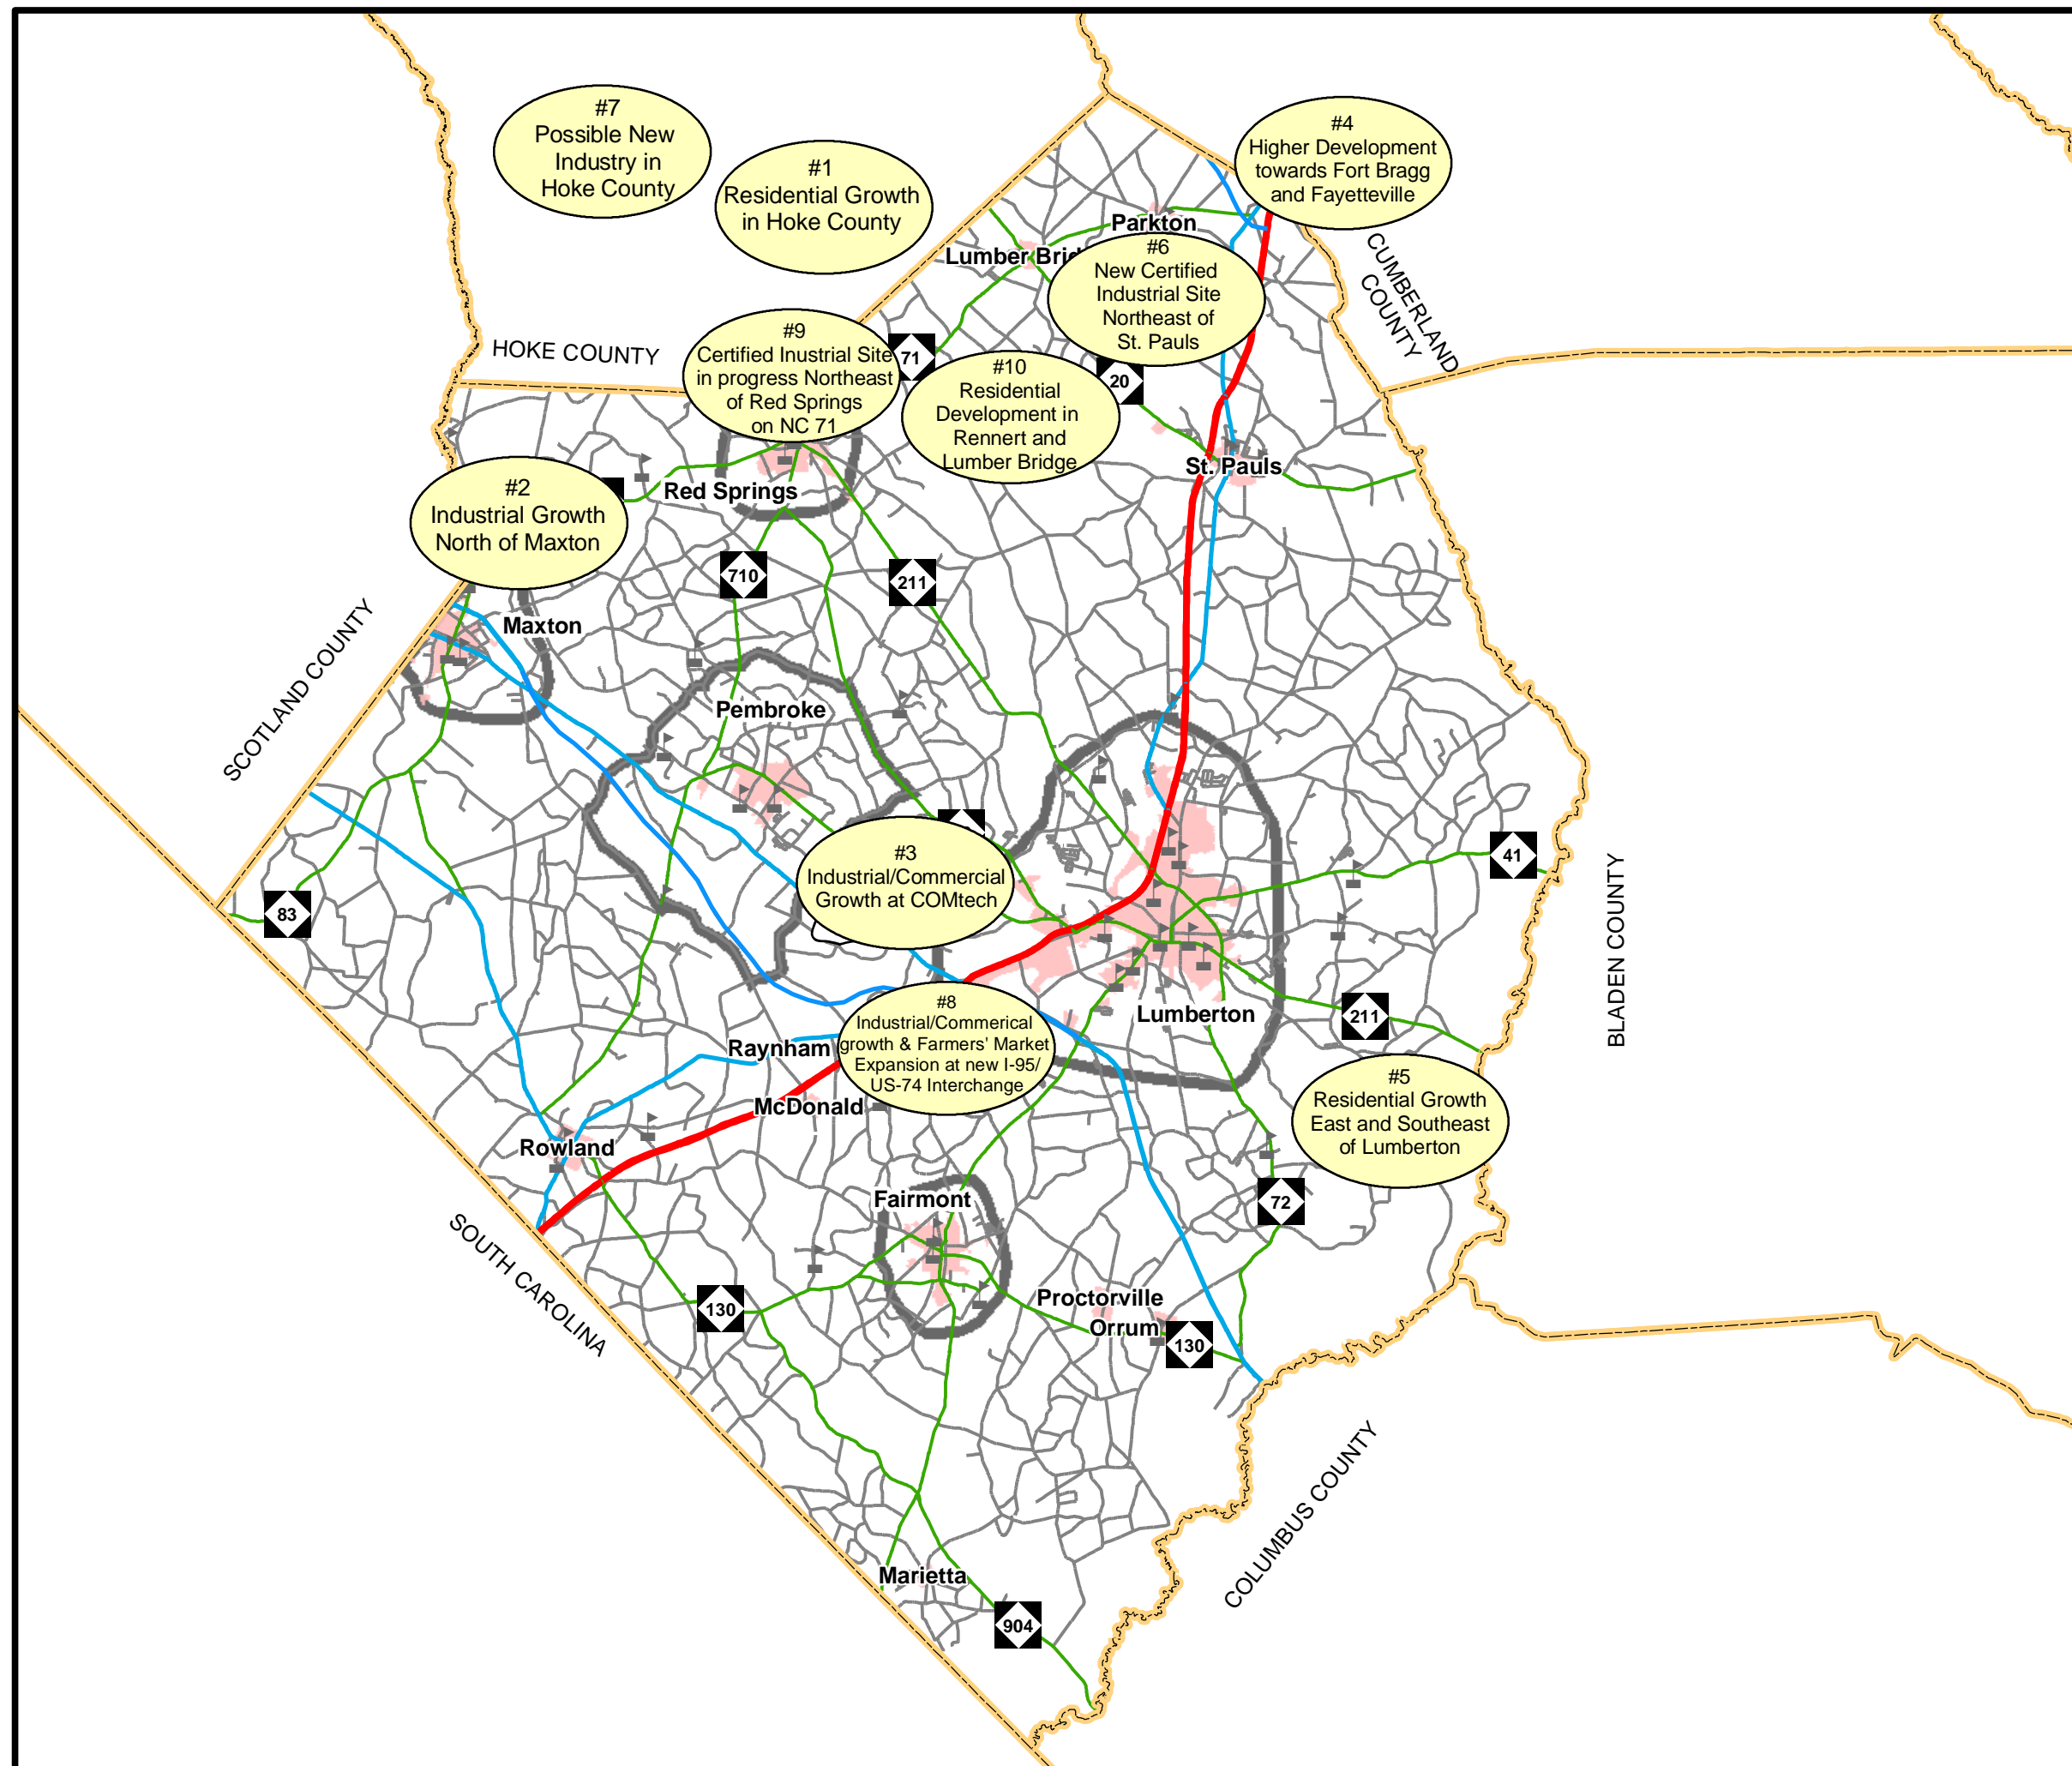 #7
Possible New
Industry in
Hoke County
#1
Residential Growth
in Hoke County
#4
Higher Development
towards Fort Bragg
and Fayetteville
Parkton
Lumber Brid
#6
New Certified
Industrial Site
Northeast of
St. Pauls
CUMBERLAND
COUNTY
HOKE COUNTY
#9
Certified Inustrial Site
in progress Northeast
of Red Springs
on NC 71
71
#10
Residential
Development in
Rennert and
Lumber Bridge
20
St. Pauls
Red Springs
#2
Industrial Growth
North of Maxton
710
211
Maxton
SCOTLAND COUNTY
Pembroke
#3
Industrial/Commercial
Growth at COMtech
41
83
BLADEN COUNTY
#8
Industrial/Commerical
growth & Farmers' Market
Expansion at new I-95/
US-74 Interchange
Lumberton
211
Raynham
McDonald
#5
Residential Growth
East and Southeast
of Lumberton
Rowland
Fairmont
72
SOUTH CAROLINA
130
Proctorville
Orrum
130
COLUMBUS COUNTY
Marietta
904